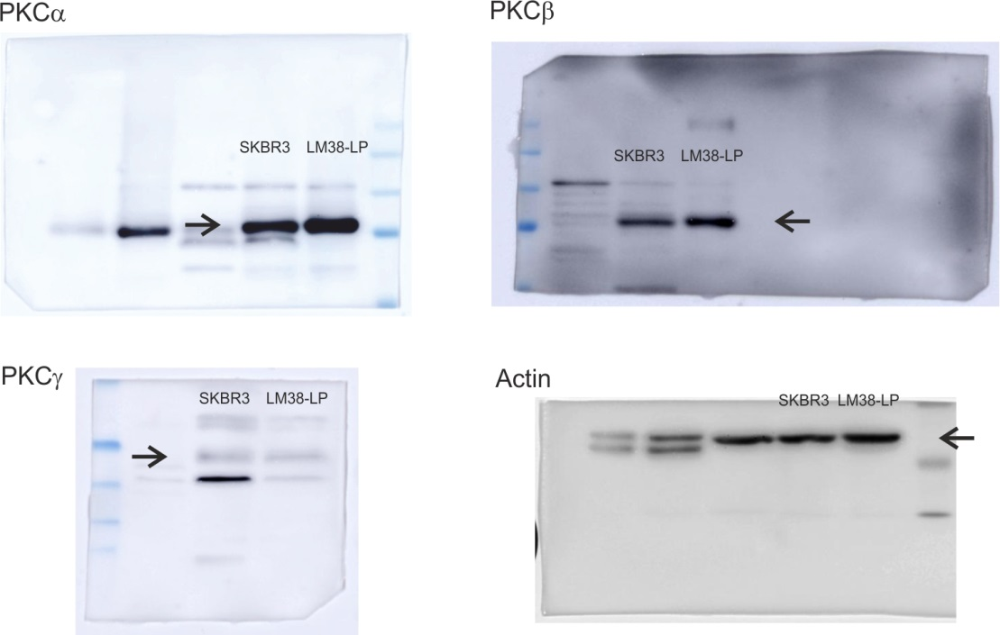 PKCα
PKCβ
SKBR3 LM38-LP
SKBR3 LM38-LP
PKCγ
Actin
SKBR3 LM38-LP
SKBR3 LM38-LP